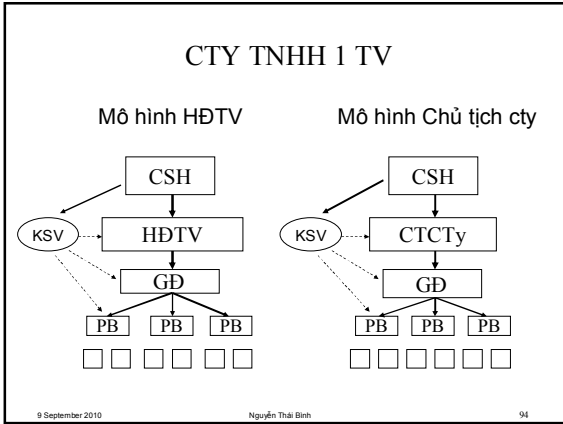 CTY TNHH 1 TV
Mô hình HĐTV
Mô hình Chủ tịch cty
CSH
CSH
KSV
HĐTV
KSV
CTCTy
GĐ
GĐ
PB PB PB
PB PB PB
9 September 2010
Nguyễn Thái Bình
94